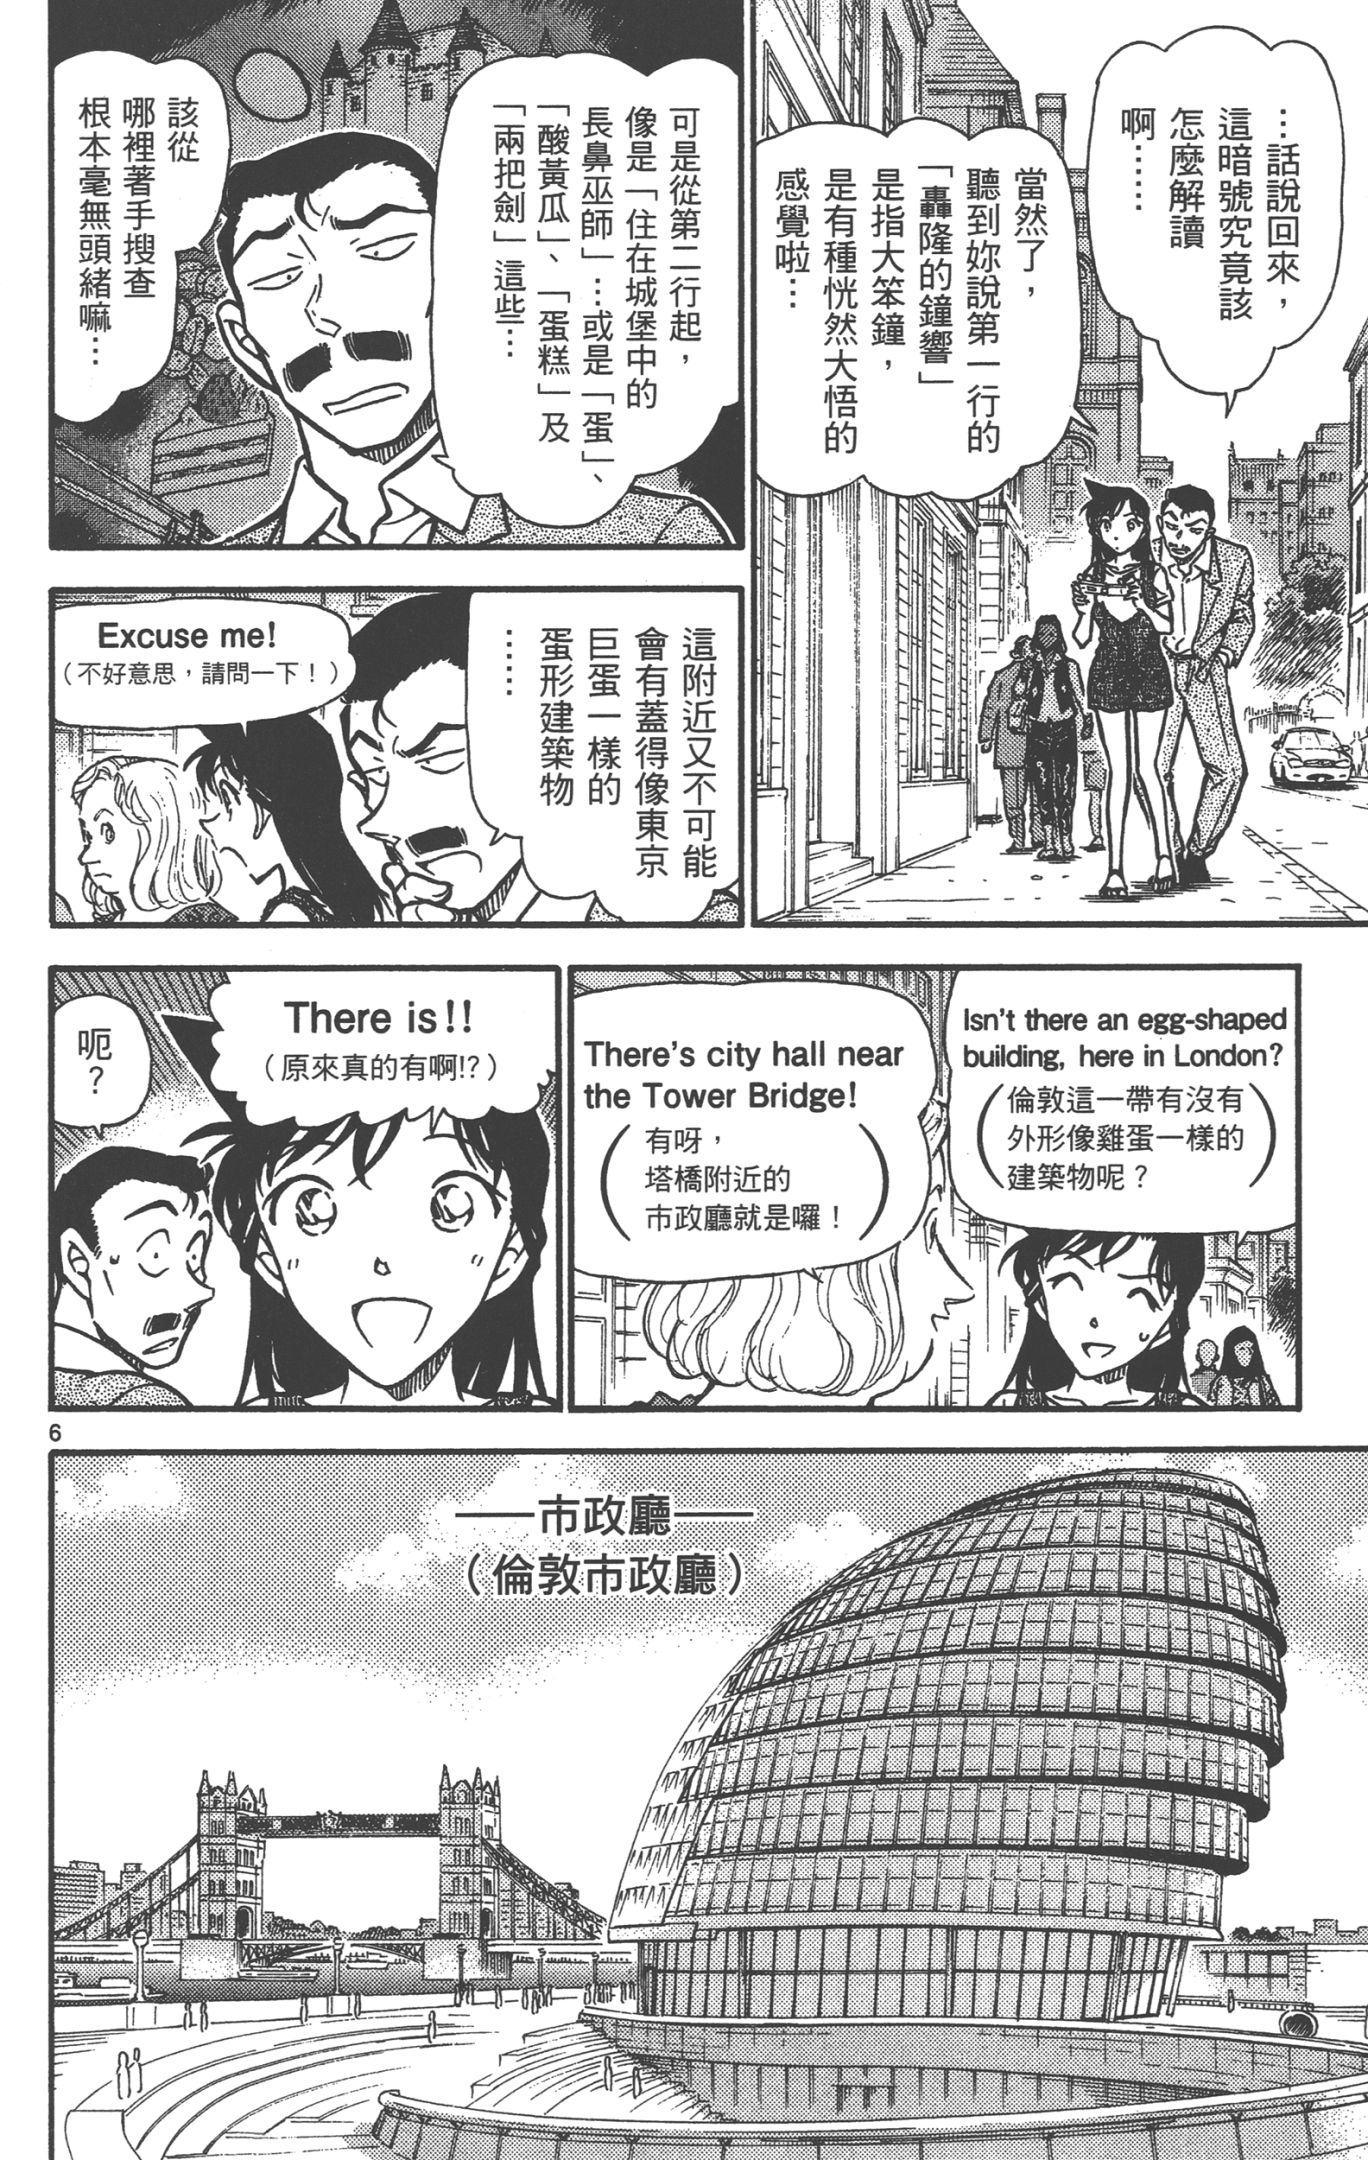 …話說回來，
這暗號究竟該
怎麼解讀
啊……
當然了，
聽到妳說第一行的
「轟隆的鐘響」
是指大笨鐘，
是有種恍然大悟的
感覺啦…
可是從第二行起，
像是「住在城堡中的
長鼻巫師」…或是「蛋」、
「酸黃瓜」、「蛋糕」及
「兩把劍」這些…
該從
哪裡著手搜查
根本毫無頭緒嘛…
這附近又不可能
會有蓋得像東京
巨蛋一樣的
蛋形建築物
……
Excuse me!
（不好意思，請問一下！）
Isn't there an egg-shaped
building, here in London?
（倫敦這一帶有沒有
外形像雞蛋一樣的
建築物呢？）
There's city hall near
the Tower Bridge!
（有呀，
塔橋附近的
市政廳就是囉！）
There is!!
（原來真的有啊!?）
呃？
6
——市政廳——
（倫敦市政廳）